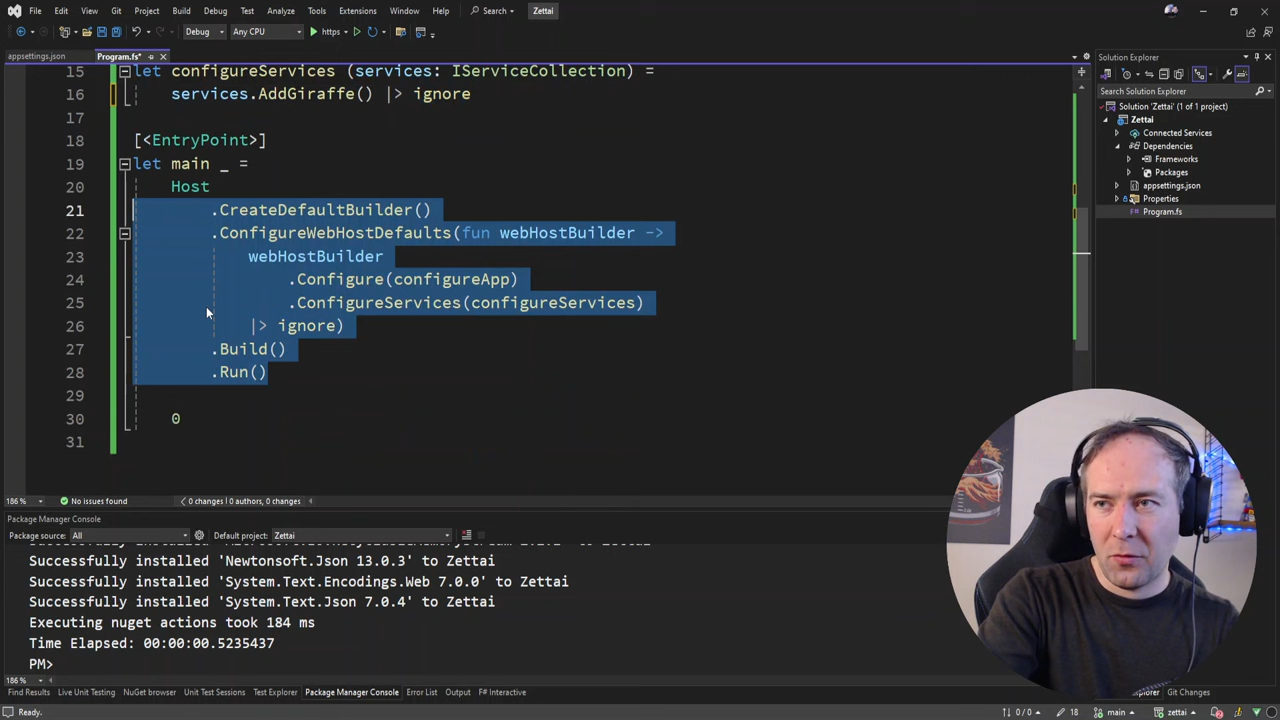 File Edit View Git Project Build Debug Test Analyze Tools Extensions Window Help Search Zettai
Debug Any CPU https
appsettings.json Program.fs*
15 let configureServices (services: IServiceCollection) =
16 services.AddGiraffe() |> ignore
17
18 [<EntryPoint>]
19 let main _ =
20 Host
21 .CreateDefaultBuilder()
22 .ConfigureWebHostDefaults(fun webHostBuilder ->
23 webHostBuilder
24 .Configure(configureApp)
25 .ConfigureServices(configureServices)
26 |> ignore)
27 .Build()
28 .Run()
29
30 0
31
186 % No issues found 0 changes | 0 authors, 0 changes
Solution Explorer
Search Solution Explorer
Solution 'Zettai' (1 of 1 project)
Zettai
Connected Services
Dependencies
Frameworks
Packages
appsettings.json
Properties
Program.fs
Package Manager Console
Package source: All Default project: Zettai
Successfully installed 'Newtonsoft.Json 13.0.3' to Zettai
Successfully installed 'System.Text.Encodings.Web 7.0.0' to Zettai
Successfully installed 'System.Text.Json 7.0.4' to Zettai
Executing nuget actions took 184 ms
Time Elapsed: 00:00:00.5235437
PM>
186 %
Find Results Live Unit Testing NuGet browser Unit Test Sessions Test Explorer Package Manager Console Error List Output F# Interactive
Explorer Git Changes
Ready. 0 / 0 18 main zettai